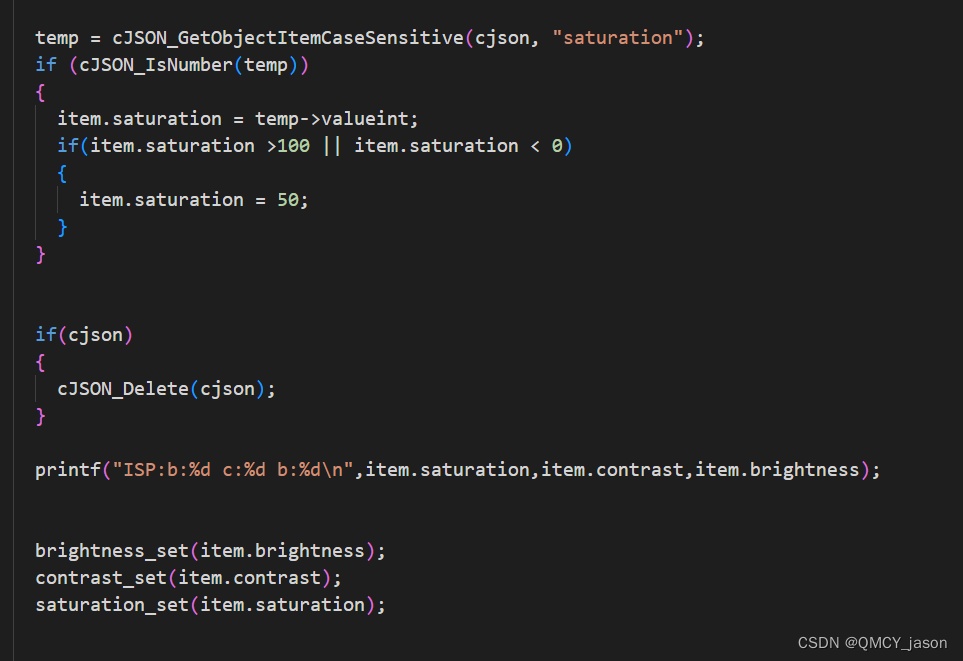 temp = cJSON_GetObjectItemCaseSensitive(cjson, "saturation");
if (cJSON_IsNumber(temp))
{
item.saturation = temp->valueint;
if(item.saturation >100 || item.saturation < 0)
{
item.saturation = 50;
}
}
if(cjson)
{
cJSON_Delete(cjson);
}
printf("ISP:b:%d c:%d b:%d\n",item.saturation,item.contrast,item.brightness);
brightness_set(item.brightness);
contrast_set(item.contrast);
saturation_set(item.saturation);
CSDN @QMCY_jason